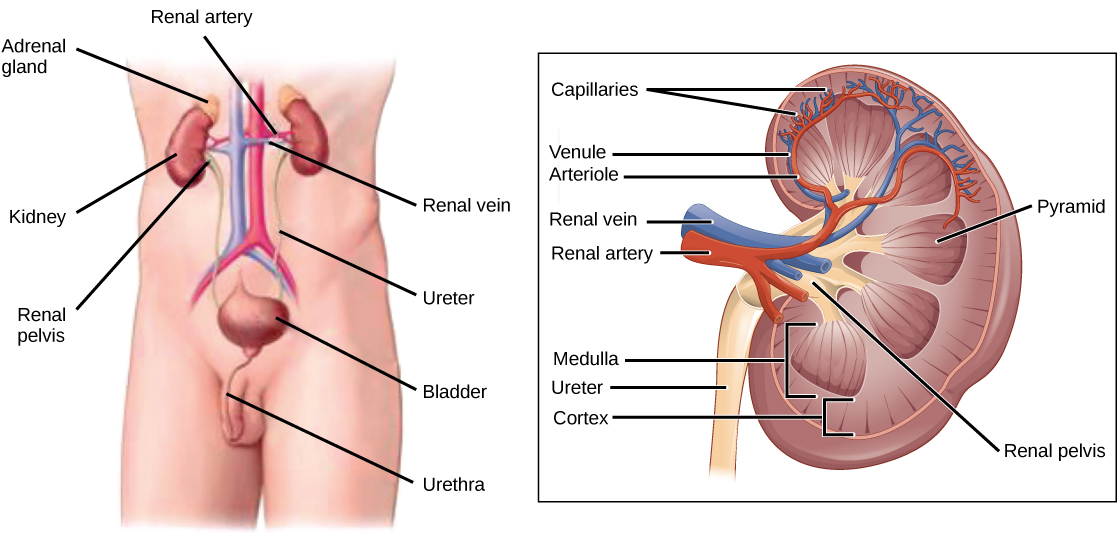 Renal artery
Adrenal
gland
Kidney
Renal
pelvis
Renal vein
Ureter
Bladder
Urethra
Capillaries
Venule
Arteriole
Renal vein
Renal artery
Medulla
Ureter
Cortex
Pyramid
Renal pelvis